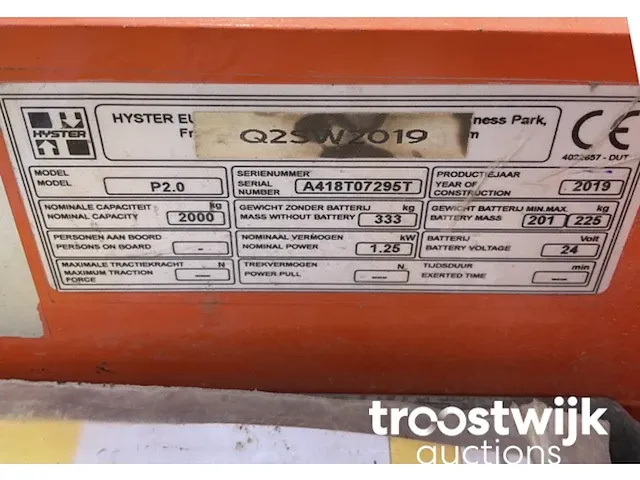 HYSTER
HYSTER EU ness Park,
Q2SW2019
CE
4022657 - DUT
MODEL
MODEL P2.0
SERIENUMMER
SERIAL NUMBER A418T07295T
PRODUCTIEJAAR
YEAR OF CONSTRUCTION 2019
NOMINALE CAPACITEIT kg
NOMINAL CAPACITY 2000
GEWICHT ZONDER BATTERIJ kg
MASS WITHOUT BATTERY 333
GEWICHT BATTERIJ MIN.MAX. kg
BATTERY MASS 201 225
PERSONEN AAN BOORD
PERSONS ON BOARD -
NOMINAAL VERMOGEN kW
NOMINAL POWER 1.25
BATTERIJ Volt
BATTERY VOLTAGE 24
MAXIMALE TRACTIEKRACHT N
MAXIMUM TRACTION FORCE ---
TREKVERMOGEN N
POWER PULL ---
TIJDSDUUR min
EXERTED TIME ---
troostwijk
auctions